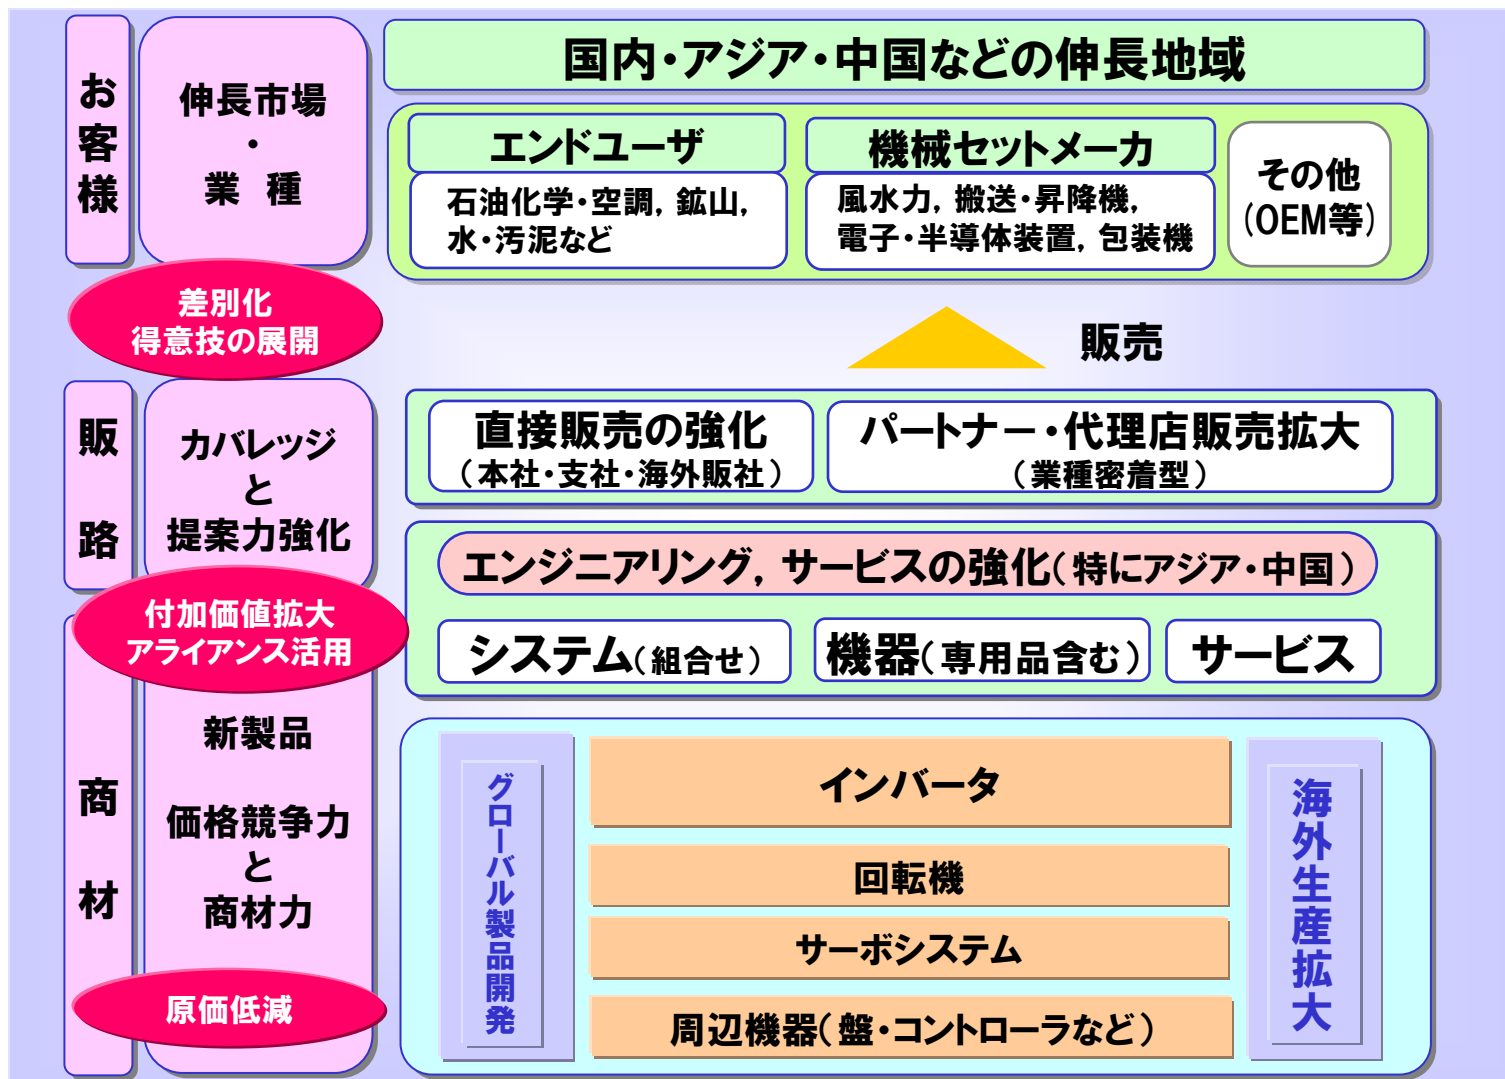 お客様
伸長市場
・
業 種
国内・アジア・中国などの伸長地域
エンドユーザ
石油化学・空調, 鉱山,
水・汚泥など
機械セットメーカ
風水力, 搬送・昇降機,
電子・半導体装置, 包装機
その他
(OEM等)
差別化
得意技の展開
販売
販路
カバレッジ
と
提案力強化
直接販売の強化
(本社・支社・海外販社)
パートナー・代理店販売拡大
(業種密着型)
エンジニアリング, サービスの強化(特にアジア・中国)
システム(組合せ)
機器(専用品含む)
サービス
付加価値拡大
アライアンス活用
商材
新製品
価格競争力
と
商材力
原価低減
グローバル製品開発
インバータ
回転機
サーボシステム
周辺機器(盤・コントローラなど)
海外生産拡大